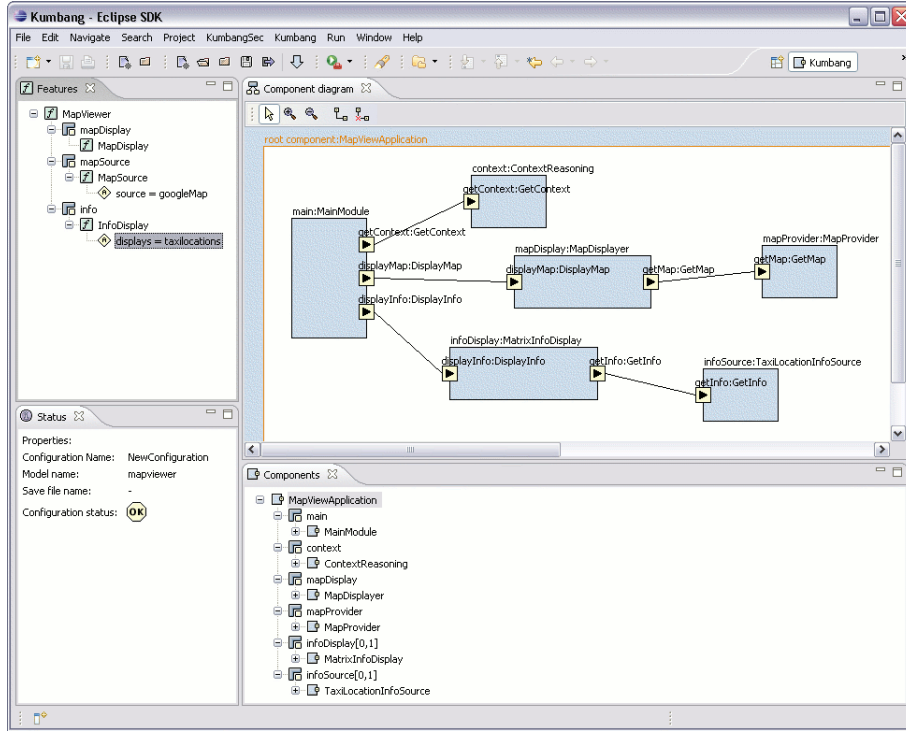 Kumbang - Eclipse SDK
File Edit Navigate Search Project KumbangSec Kumbang Run Window Help
Kumbang
Features
MapViewer
mapDisplay
MapDisplay
mapSource
MapSource
source = googleMap
info
InfoDisplay
displays = taxilocations
Component diagram
root component:MapViewApplication
context:ContextReasoning
getContext:GetContext
main:MainModule
getContext:GetContext
mapDisplay:MapDisplayer
mapProvider:MapProvider
displayMap:DisplayMap
displayMap:DisplayMap
getMap:GetMap
getMap:GetMap
displayInfo:DisplayInfo
infoDisplay:MatrixInfoDisplay
displayInfo:DisplayInfo
getInfo:GetInfo
infoSource:TaxiLocationInfoSource
getInfo:GetInfo
Status
Properties:
Configuration Name: NewConfiguration
Model name: mapviewer
Save file name: -
Configuration status: OK
Components
MapViewApplication
main
MainModule
context
ContextReasoning
mapDisplay
MapDisplayer
mapProvider
MapProvider
infoDisplay[0,1]
MatrixInfoDisplay
infoSource[0,1]
TaxiLocationInfoSource